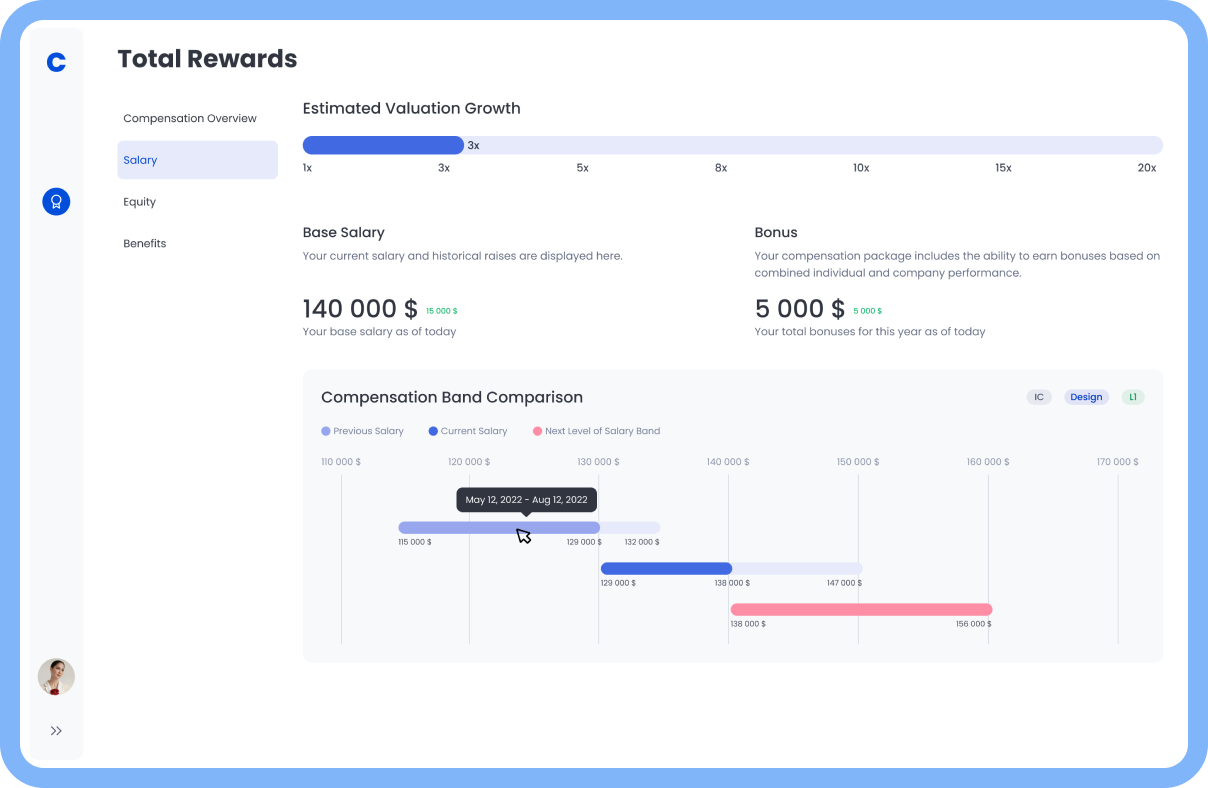 C
Total Rewards
Compensation Overview
Salary
Equity
Benefits
Estimated Valuation Growth
3x
1x 3x 5x 8x 10x 15x 20x
Base Salary
Your current salary and historical raises are displayed here.
140 000 $ 15 000 $
Your base salary as of today
Bonus
Your compensation package includes the ability to earn bonuses based on
combined individual and company performance.
5 000 $ 5 000 $
Your total bonuses for this year as of today
Compensation Band Comparison
IC Design L1
Previous Salary Current Salary Next Level of Salary Band
110 000 $ 120 000 $ 130 000 $ 140 000 $ 150 000 $ 160 000 $ 170 000 $
May 12, 2022 - Aug 12, 2022
115 000 $ 129 000 $ 132 000 $
129 000 $ 138 000 $ 147 000 $
138 000 $ 156 000 $